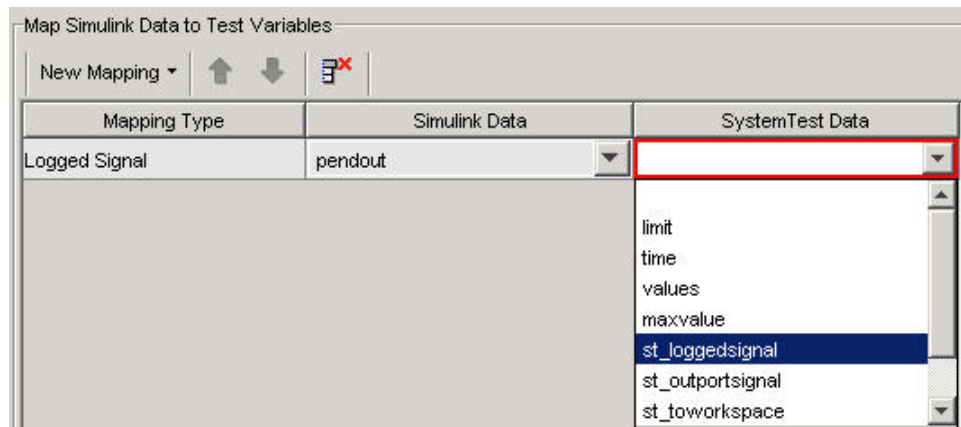 Map Simulink Data to Test Variables
New Mapping
Mapping Type Simulink Data SystemTest Data
Logged Signal pendout
limit
time
values
maxvalue
st_loggedsignal
st_outportsignal
st_toworkspace